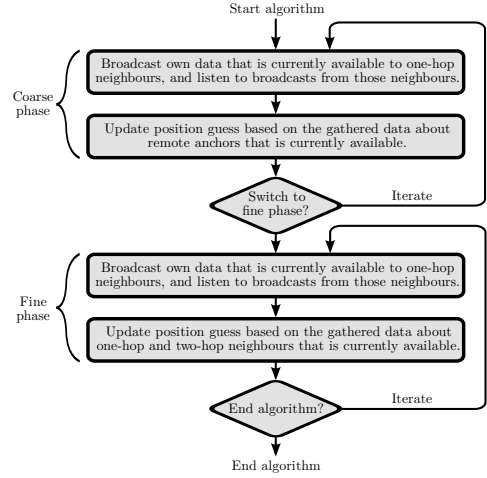 Start algorithm
Broadcast own data that is currently available to one-hop
neighbours, and listen to broadcasts from those neighbours.
Coarse
phase
Update position guess based on the gathered data about
remote anchors that is currently available.
Switch to
fine phase?
Iterate
Broadcast own data that is currently available to one-hop
neighbours, and listen to broadcasts from those neighbours.
Fine
phase
Update position guess based on the gathered data about
one-hop and two-hop neighbours that is currently available.
End algorithm?
Iterate
End algorithm